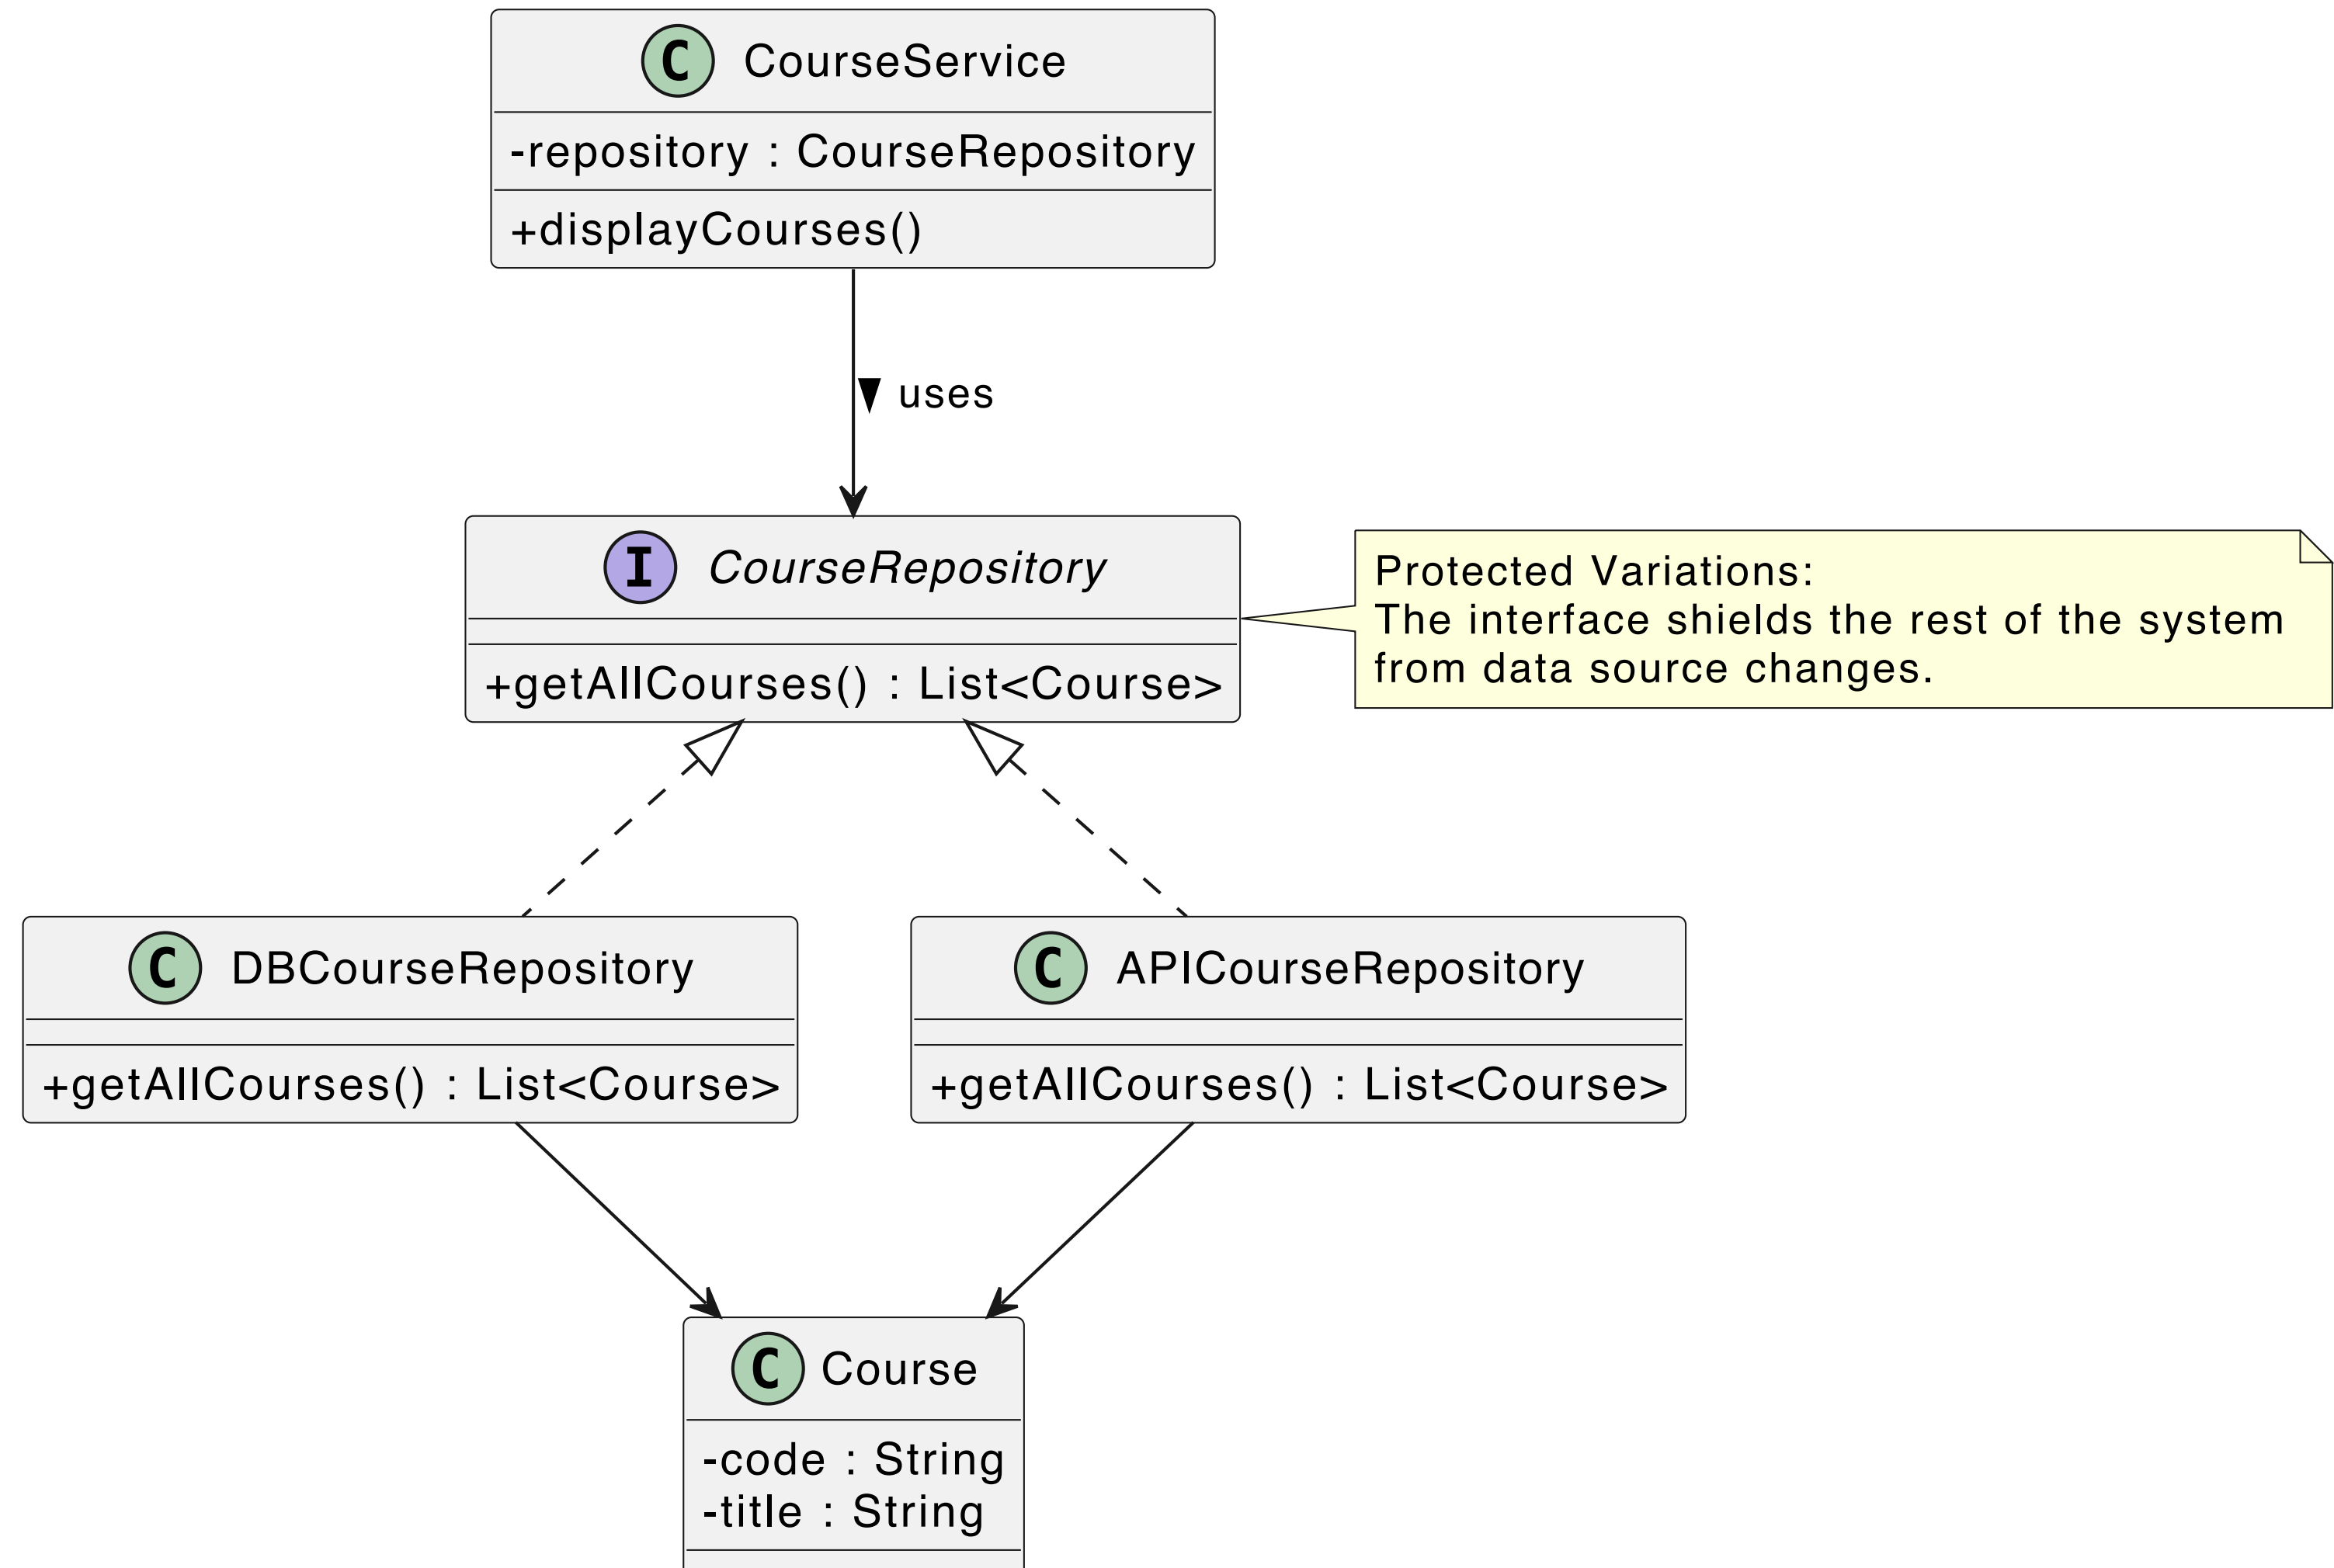 C CourseService
-repository : CourseRepository
+displayCourses()
uses
I CourseRepository
+getAllCourses() : List<Course>
Protected Variations:
The interface shields the rest of the system
from data source changes.
C DBCourseRepository
+getAllCourses() : List<Course>
C APICourseRepository
+getAllCourses() : List<Course>
C Course
-code : String
-title : String